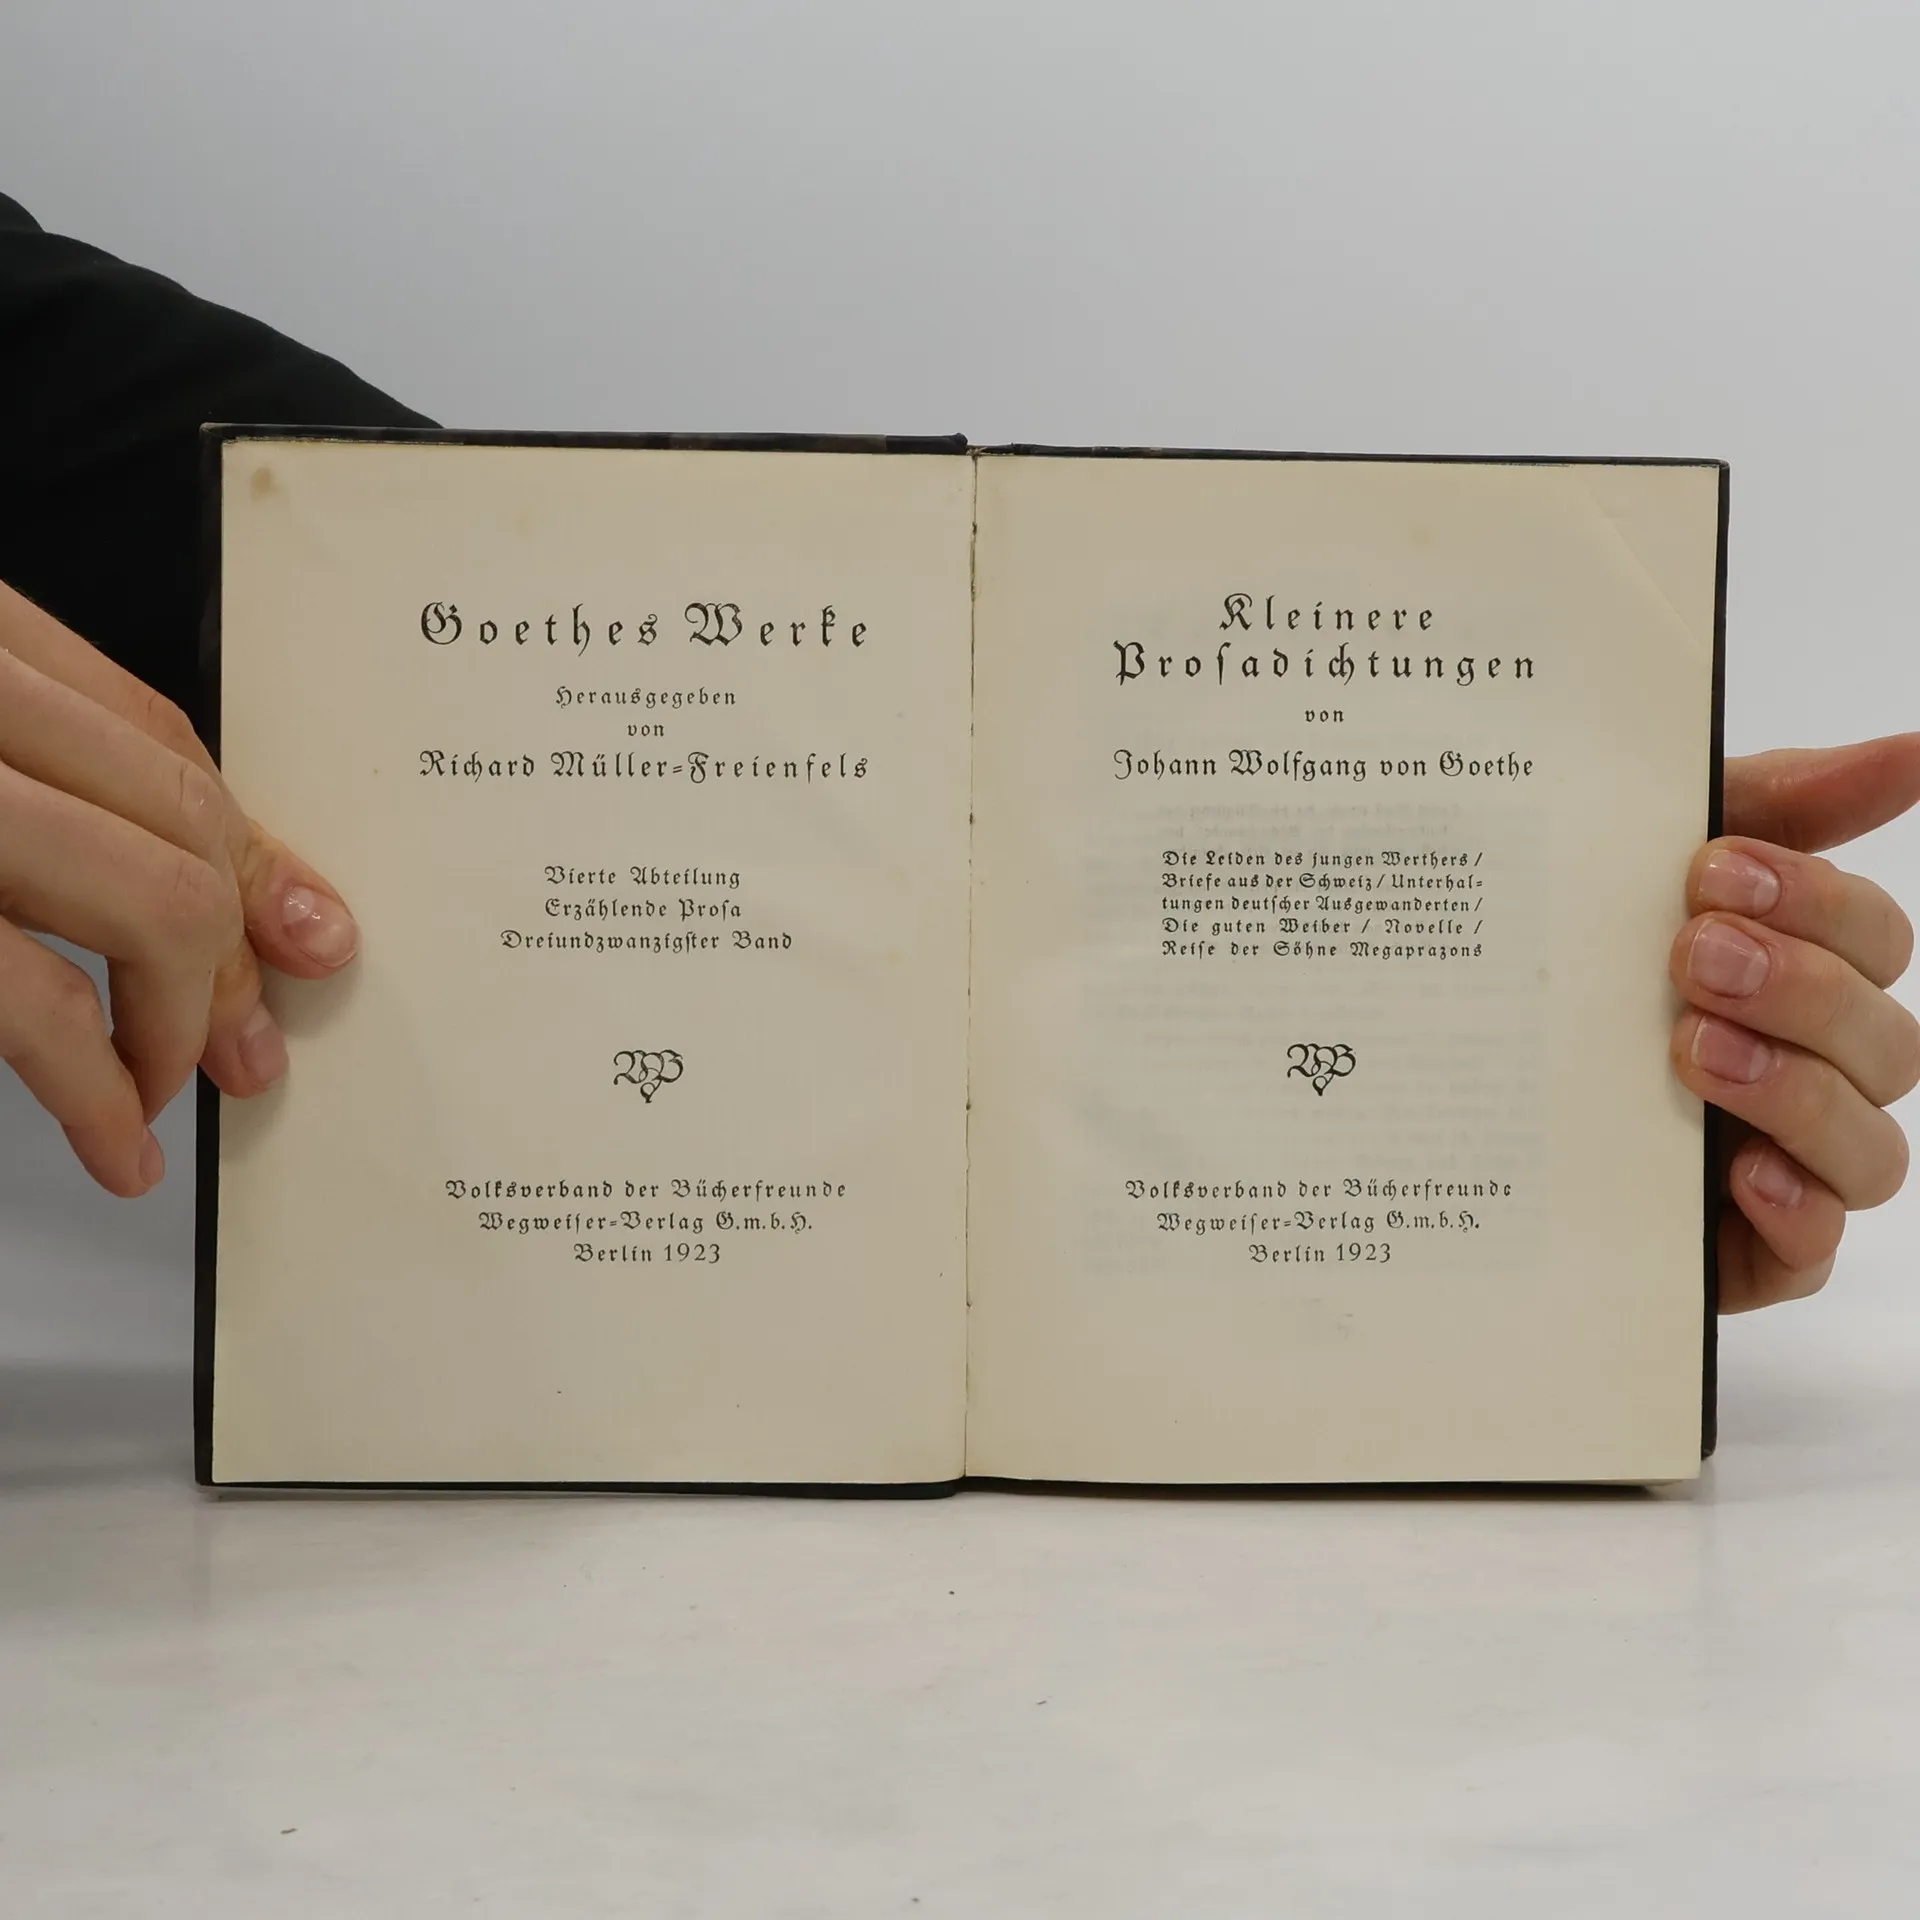 Goethes Werke
Herausgegeben
von
Richard Müller=Freienfels
Vierte Abteilung
Erzählende Proſa
Dreiundzwanzigſter Band
Volksverband der Bücherfreunde
Wegweiſer=Verlag G.m.b.H.
Berlin 1923
Kleinere
Proſadichtungen
von
Johann Wolfgang von Goethe
Die Leiden des jungen Werthers /
Briefe aus der Schweiz / Unterhal=
tungen deutſcher Ausgewanderten /
Die guten Weiber / Novelle /
Reiſe der Söhne Megaprazons
Volksverband der Bücherfreunde
Wegweiſer=Verlag G.m.b.H.
Berlin 1923